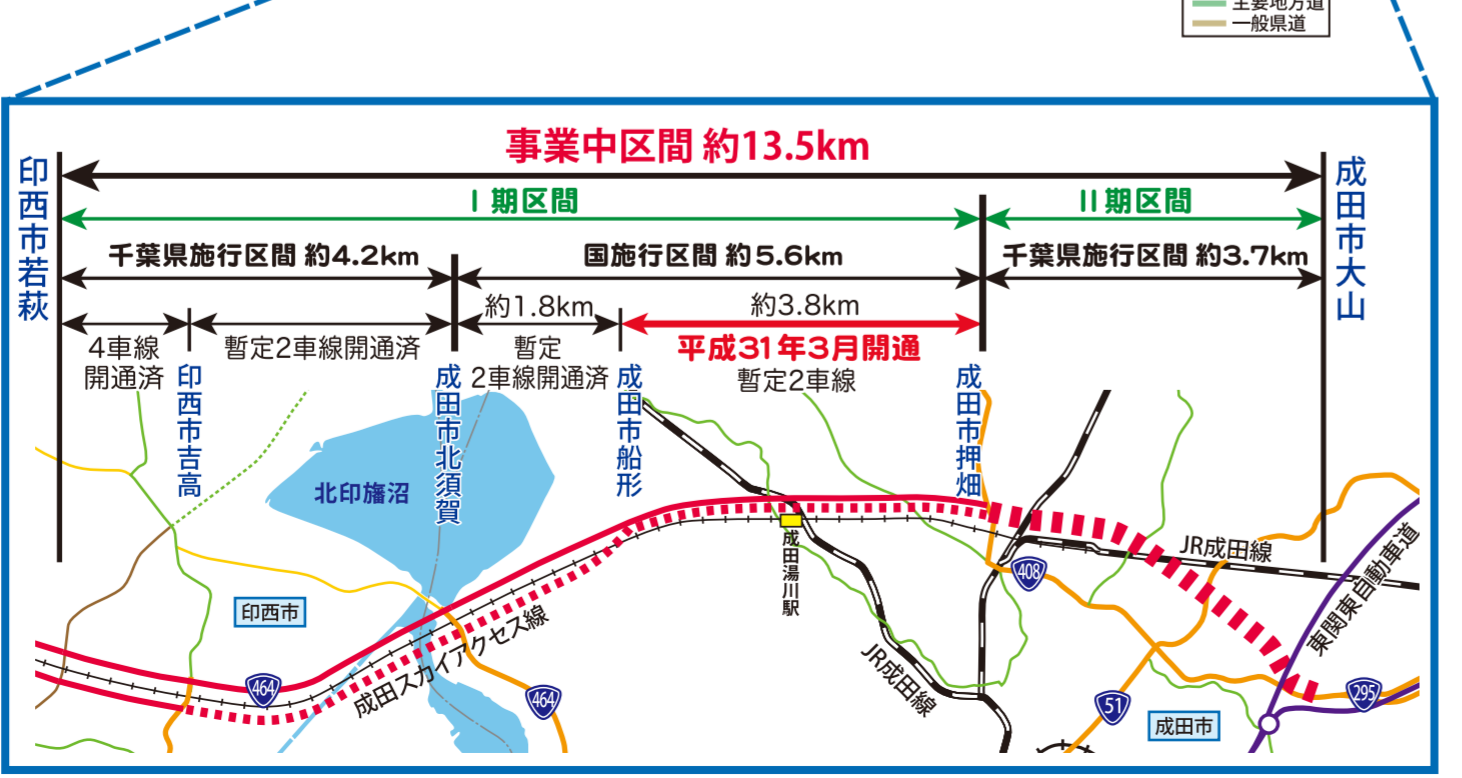 主要地方道
一般県道
事業中区間 約13.5km
印西市若萩
成田市大山
Ⅰ期区間
Ⅱ期区間
千葉県施行区間 約4.2km
国施行区間 約5.6km
千葉県施行区間 約3.7km
約1.8km
約3.8km
4車線
開通済
暫定2車線開通済
暫定
2車線開通済
平成31年3月開通
暫定2車線
印西市吉高
成田市北須賀
成田市船形
成田市押畑
北印旛沼
印西市
成田湯川駅
JR成田線
408
東関東自動車道
成田スカイアクセス線
JR成田線
464
464
51
295
成田市